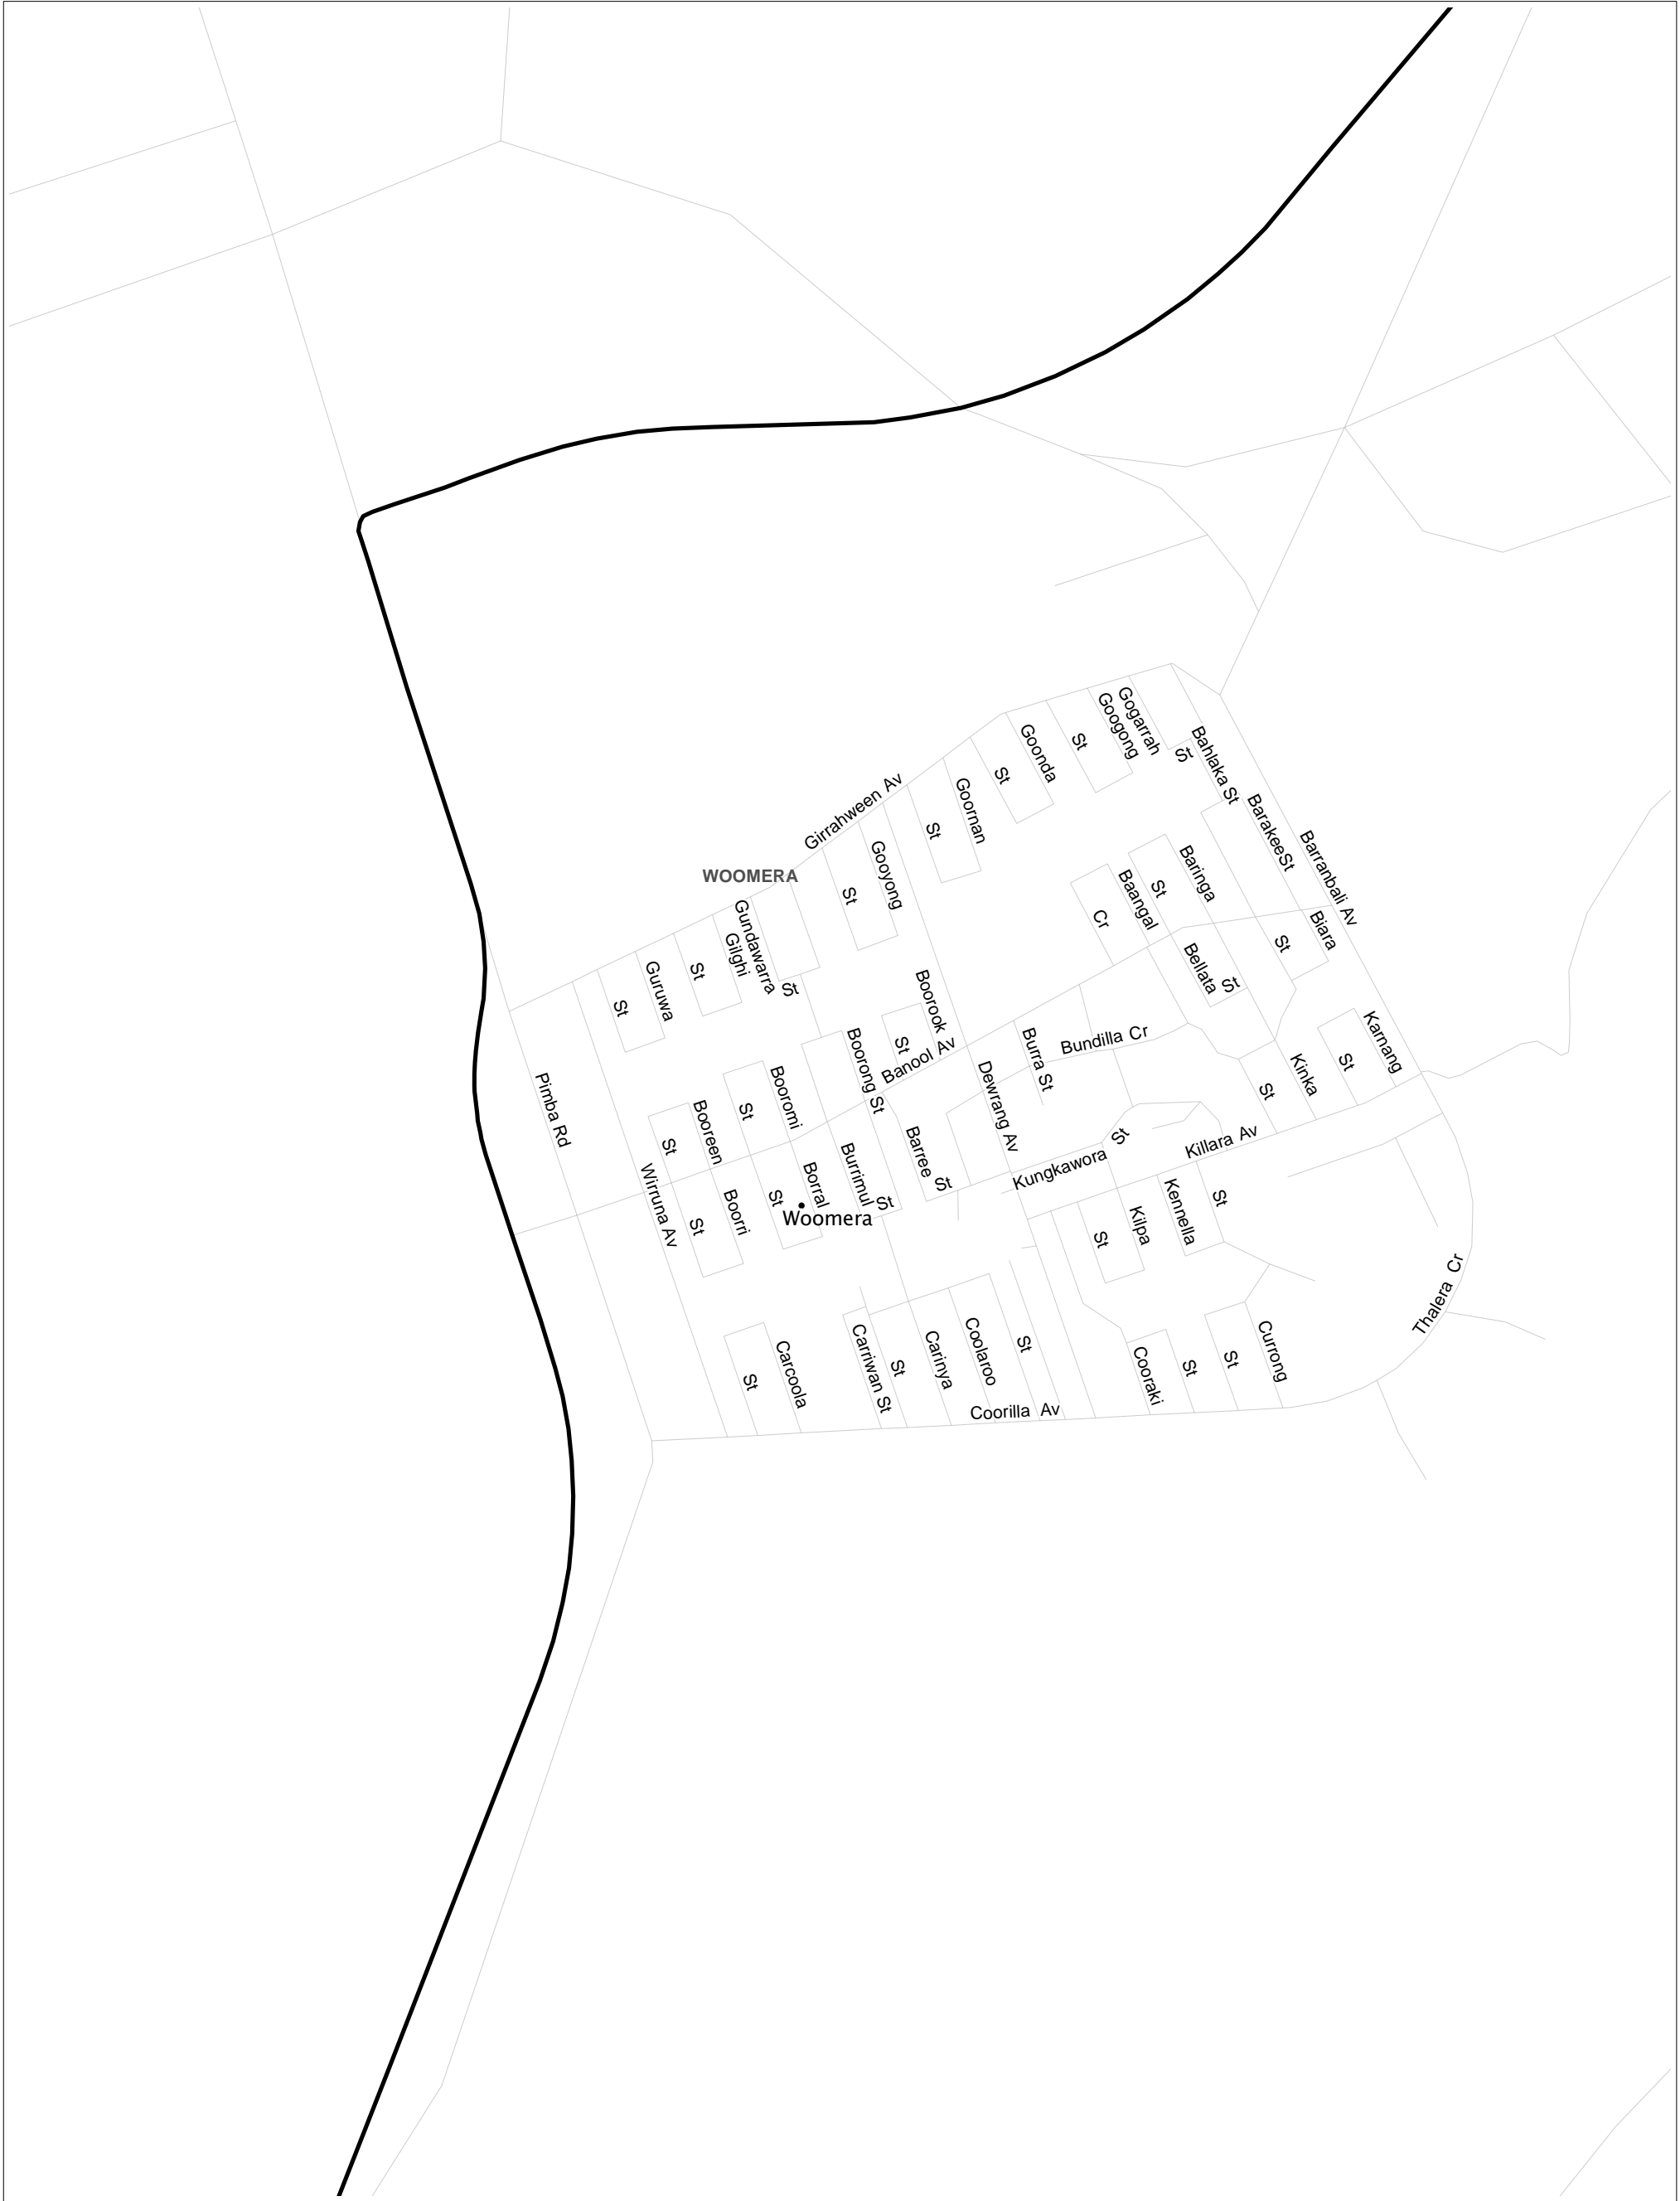 Gogarrah
St
Googong
St
Goonda
St
Bahlaka St
Goornan
St
Girrahween Av
BarakeeSt
Barranbali Av
Gooyong
St
WOOMERA
Baringa
St
Baangal
Cr
Gundawarra
St
Gilghi
St
Biara
St
Bellata
St
Guruwa
St
Boorook
St
Banool Av
Boorong St
Burra St
Bundilla Cr
Karnang
St
Kinka
St
Dewrang Av
Pimba Rd
Booromi
St
Booreen
St
Barree
St
Kungkawora St
Killara Av
Burrimul
St
Borral
St
Woomera
Wirruna Av
Boorri
St
Kennella
St
Kilpa
St
Thalera Cr
Currong
St
Cooraki
St
Coolaroo
St
Carinya
St
Carriwan St
Carcoola
St
Coorilla Av